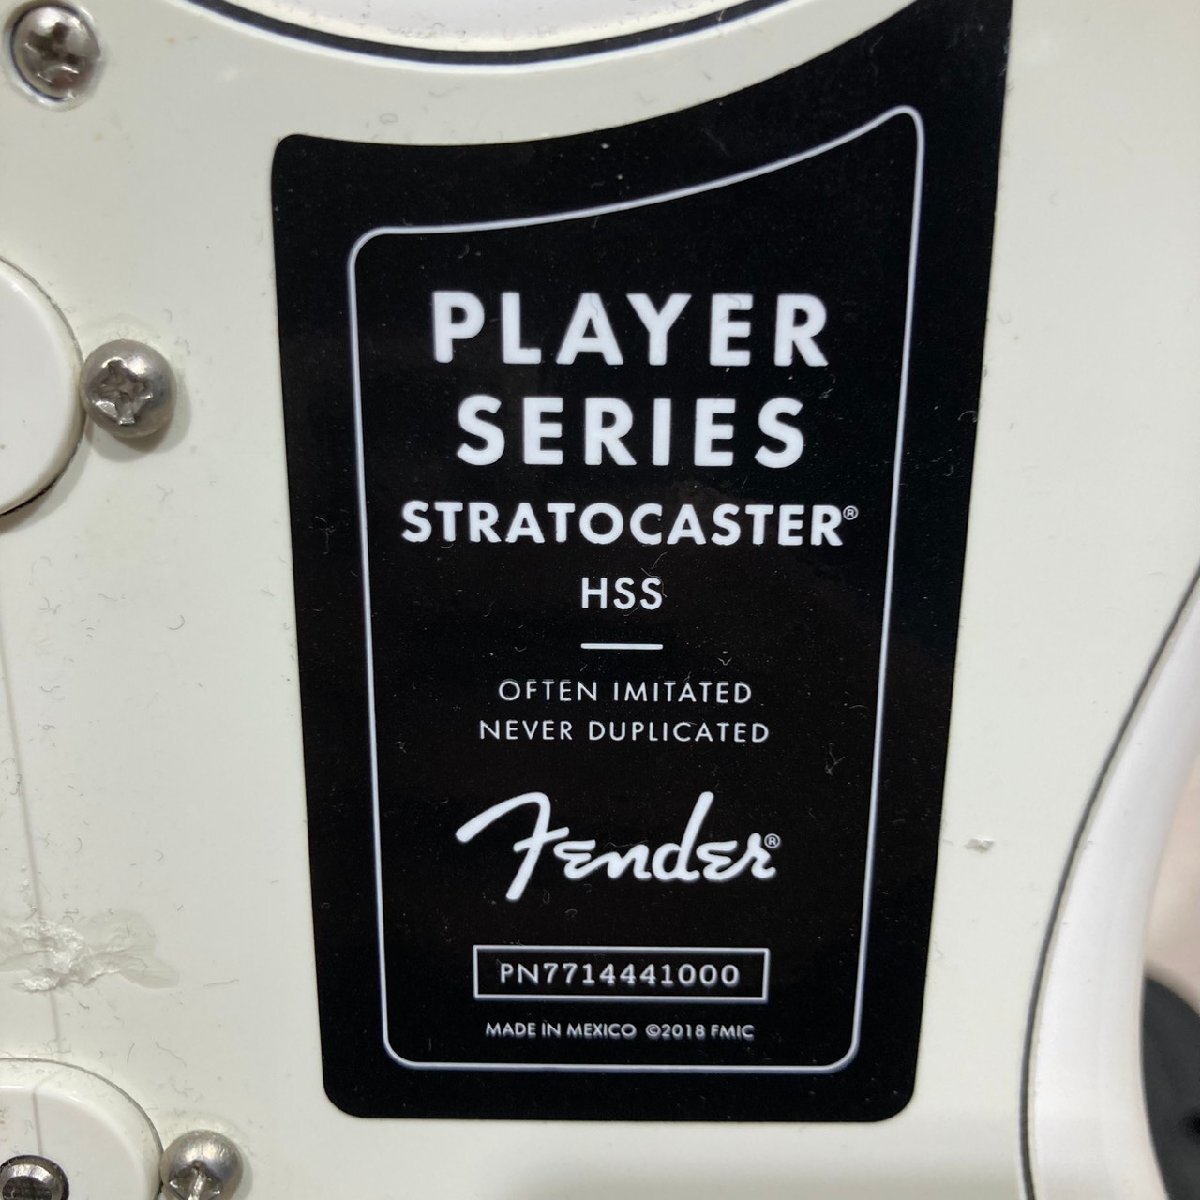 PLAYER
SERIES
STRATOCASTER®
HSS
OFTEN IMITATED
NEVER DUPLICATED
Fender®
PN7714441000
MADE IN MEXICO ©2018 FMIC